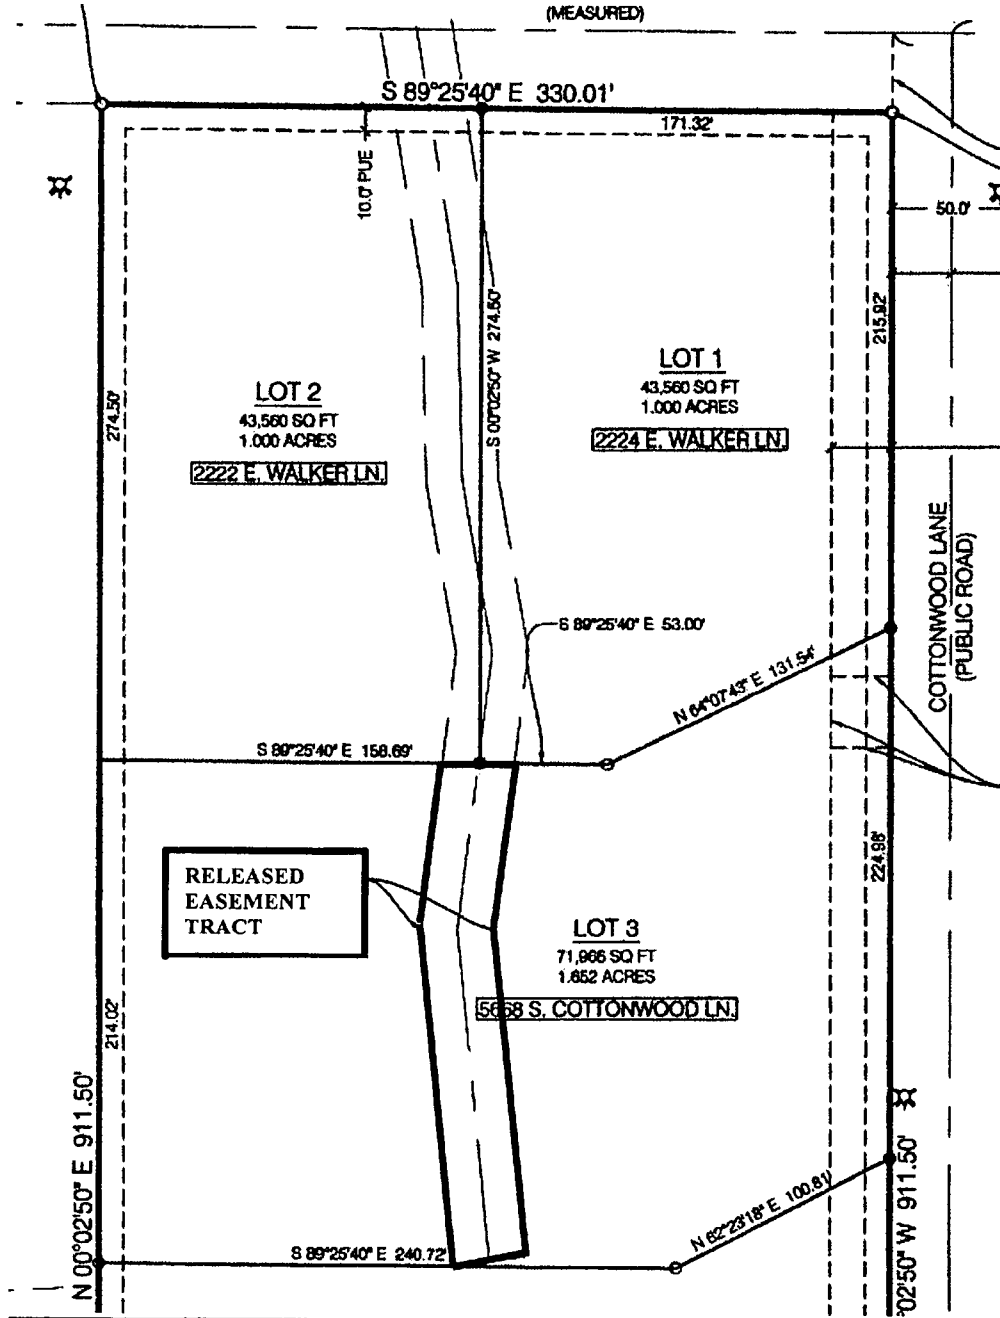 (MEASURED)
S 89°25'40" E 330.01'
171.32'
10.0' PUE
50.0'
215.92'
S 00°02'50" W 274.50'
LOT 1
43,560 SQ FT
1.000 ACRES
2224 E. WALKER LN.
LOT 2
43,560 SQ FT
1.000 ACRES
2222 E. WALKER LN.
274.50'
COTTONWOOD LANE
(PUBLIC ROAD)
S 89°25'40" E 53.00'
N 64°07'43" E 131.54'
S 89°25'40" E 158.69'
224.98'
RELEASED
EASEMENT
TRACT
LOT 3
71,966 SQ FT
1.652 ACRES
5668 S. COTTONWOOD LN.
214.02'
N 00°02'50" E 911.50'
N 62°23'18" E 100.81'
S 89°25'40" E 240.72'
°02'50" W 911.50'